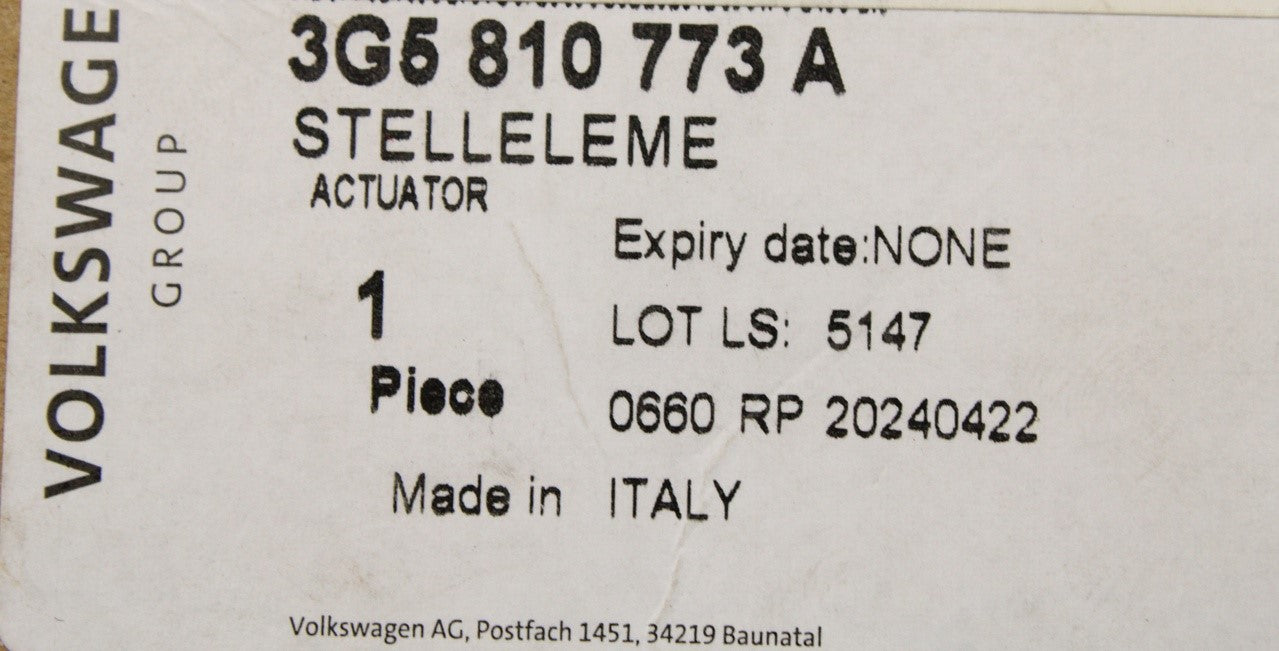 VOLKSWAGE
GROUP
3G5 810 773 A
STELLELEME
ACTUATOR
Expiry date:NONE
1
LOT LS: 5147
Piece
0660 RP 20240422
Made in ITALY
Volkswagen AG, Postfach 1451, 34219 Baunatal